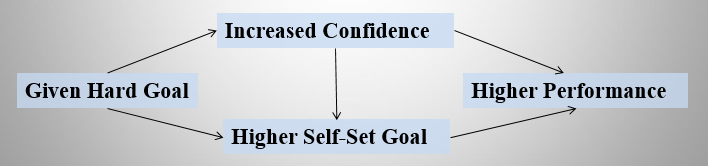 Increased Confidence
Given Hard Goal
Higher Performance
Higher Self-Set Goal